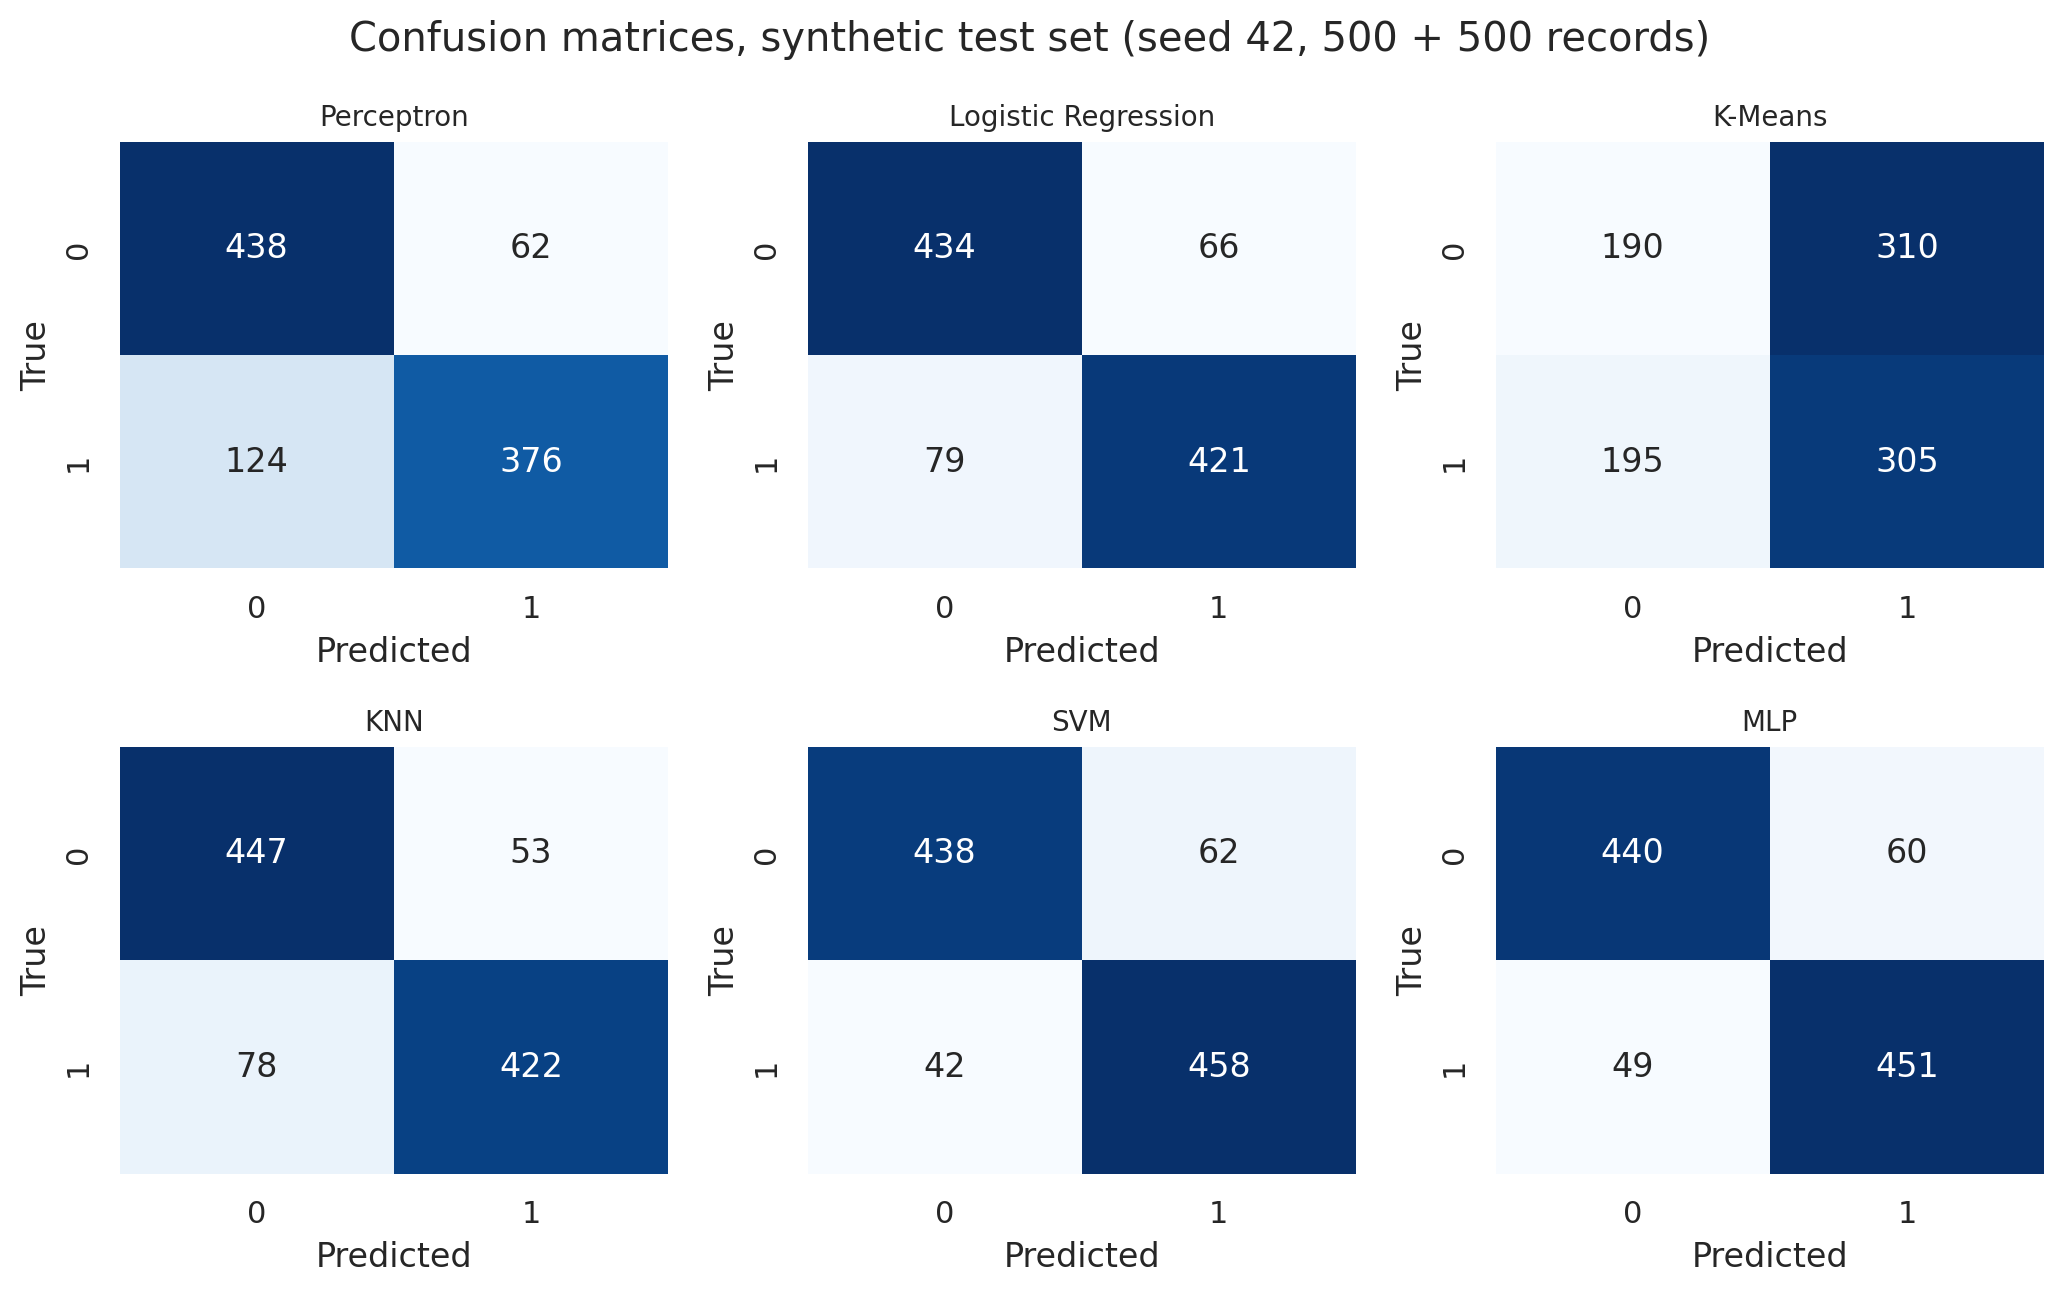 Confusion matrices, synthetic test set (seed 42, 500 + 500 records)
Perceptron
True
0
438
62
1
124
376
0
1
Predicted
Logistic Regression
True
0
434
66
1
79
421
0
1
Predicted
K-Means
True
0
190
310
1
195
305
0
1
Predicted
KNN
True
0
447
53
1
78
422
0
1
Predicted
SVM
True
0
438
62
1
42
458
0
1
Predicted
MLP
True
0
440
60
1
49
451
0
1
Predicted